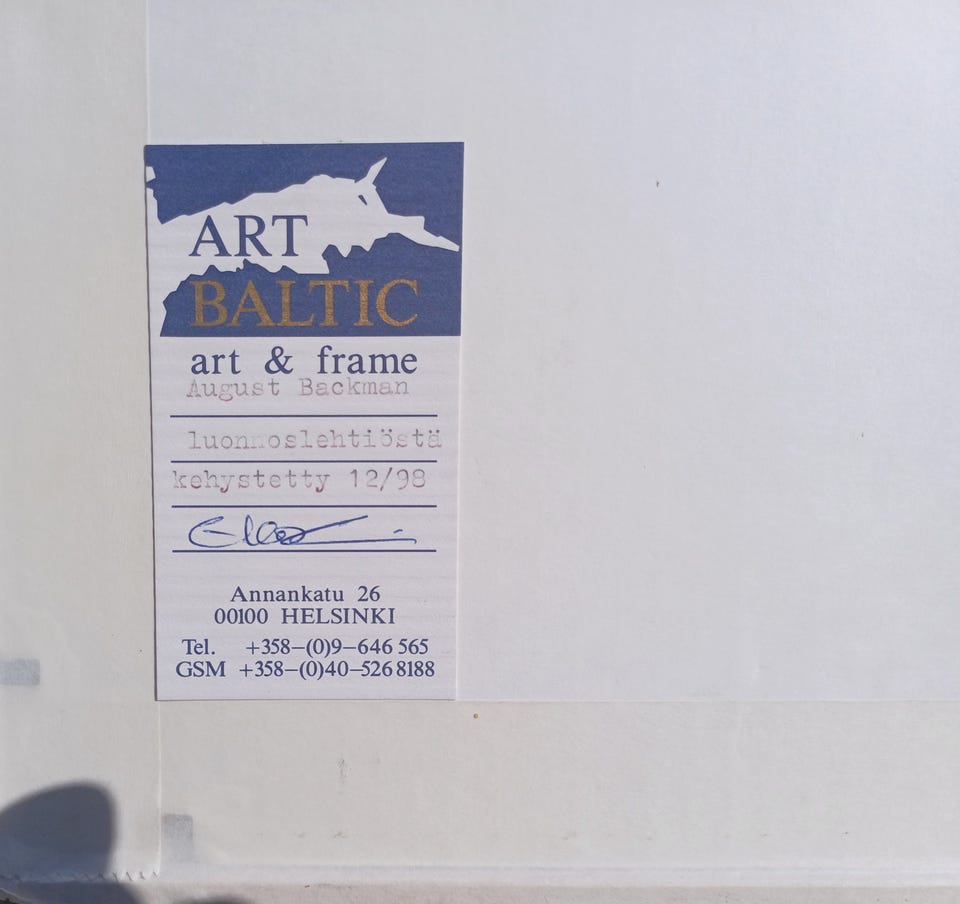 ART
BALTIC
art & frame
August Backman
luonnoslehtiöstä
kehystetty 12/98
Annankatu 26
00100 HELSINKI
Tel. +358–(0)9–646 565
GSM +358–(0)40–526 8188